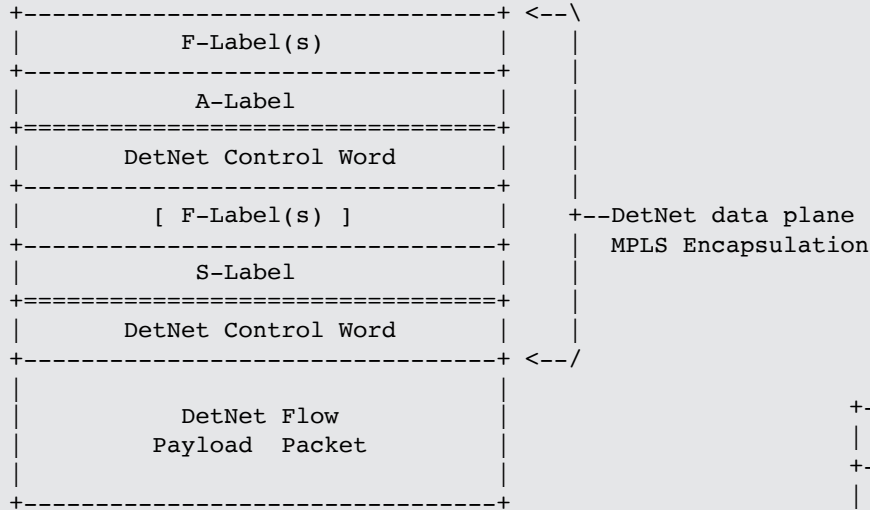 +---------------------------------+ <--\
|           F-Label(s)            |    |
+---------------------------------+    |
|            A-Label              |    |
+=================================+    |
|       DetNet Control Word       |    |
+---------------------------------+    |
|         [ F-Label(s) ]          |    +--DetNet data plane
+---------------------------------+    |  MPLS Encapsulation
|            S-Label              |    |
+=================================+    |
|       DetNet Control Word       |    |
+---------------------------------+ <--/
|                                 |
|           DetNet Flow           |                    +-
|         Payload  Packet         |                    |
|                                 |                    +-
+---------------------------------+                    |